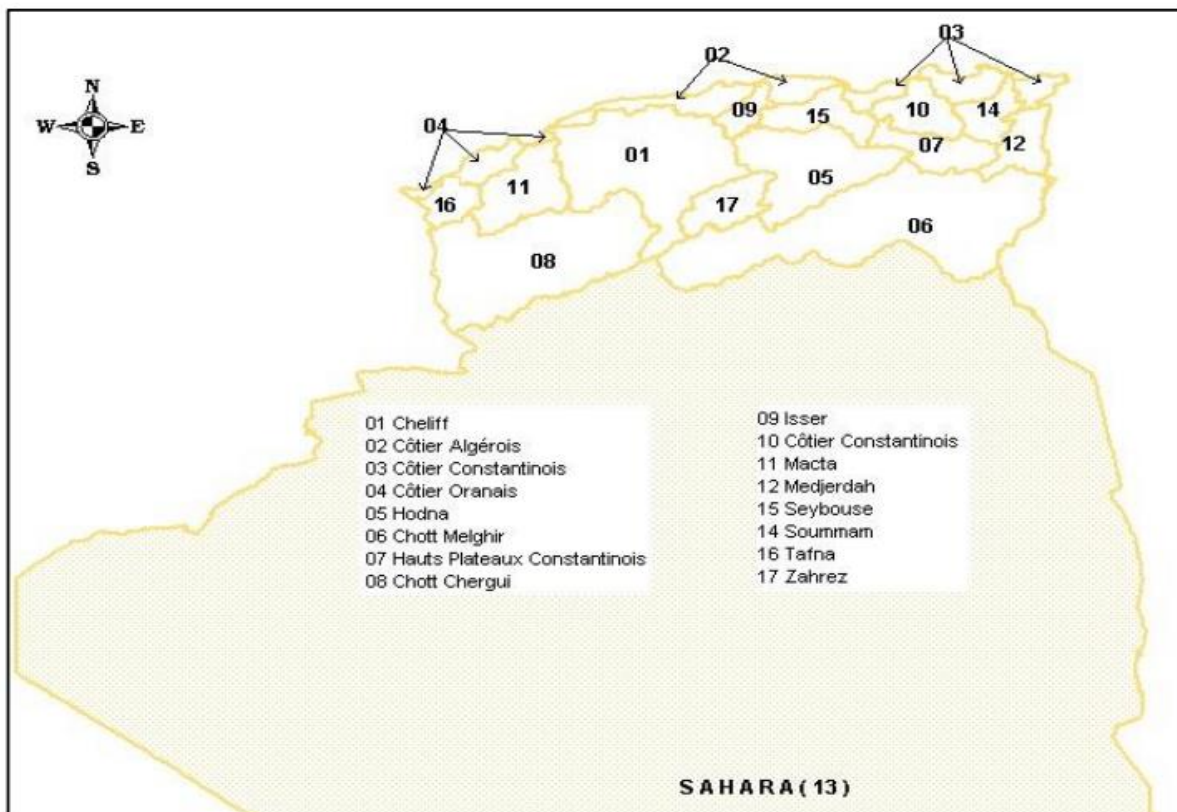 03
02
N
W E
S
04
09
10
14
15
01
07
12
11
05
16
17
06
08
01 Cheliff
02 Côtier Algérois
03 Côtier Constantinois
04 Côtier Oranais
05 Hodna
06 Chott Melghir
07 Hauts Plateaux Constantinois
08 Chott Chergui
09 Isser
10 Côtier Constantinois
11 Macta
12 Medjerdah
15 Seybouse
14 Soummam
16 Tafna
17 Zahrez
SAHARA(13)